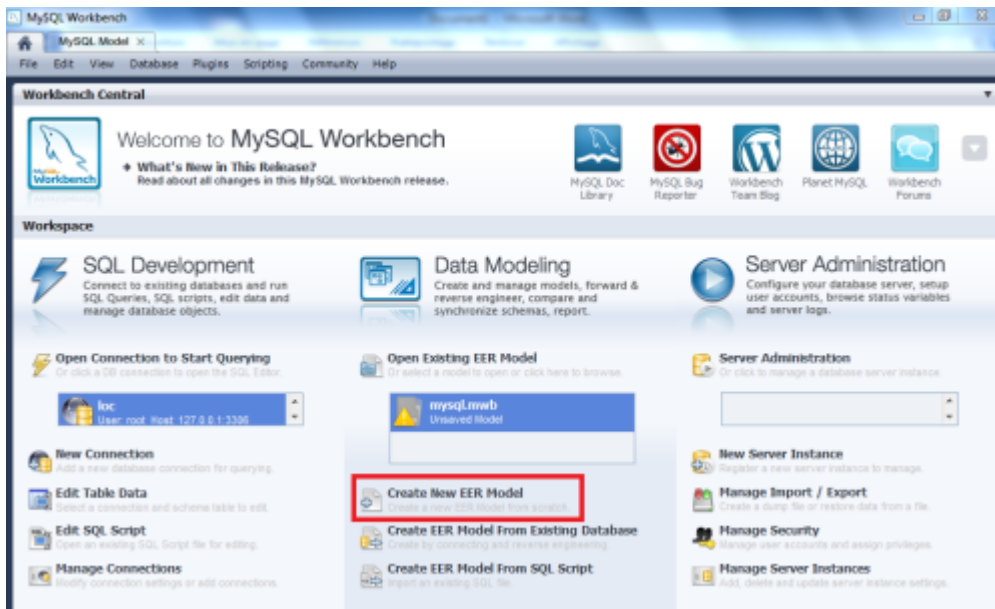 MySQL Workbench
MySQL Model
File Edit View Database Plugins Scripting Community Help
Workbench Central
Welcome to MySQL Workbench
What's New in This Release?
Read about all changes in this MySQL Workbench release.
Workbench
MySQL Doc Library
MySQL Bug Reporter
Workbench Team Blog
Planet MySQL
Workbench Forums
Workspace
SQL Development
Connect to existing databases and run
SQL Queries, SQL scripts, edit data and
manage database objects.
Open Connection to Start Querying
Or click a DB connection to open the SQL Editor.
loc
User: root Host: 127.0.0.1:3306
New Connection
Add a new database connection for querying.
Edit Table Data
Select a connection and schema table to edit.
Edit SQL Script
Open an existing SQL Script file for editing.
Manage Connections
Modify connection settings or add connections.
Data Modeling
Create and manage models, forward &
reverse engineer, compare and
synchronize schemas, report.
Open Existing EER Model
Or select a model to open or click here to browse.
mysql.mwb
Unsaved Model
Create New EER Model
Create a new EER Model from scratch.
Create EER Model From Existing Database
Create by connecting and reverse engineering.
Create EER Model From SQL Script
Import an existing SQL file.
Server Administration
Configure your database server, setup
user accounts, browse status variables
and server logs.
Server Administration
Or click to manage a database server instance.
New Server Instance
Register a new server instance to manage.
Manage Import / Export
Create a dump file or restore data from a file.
Manage Security
Manage user accounts and assign privileges.
Manage Server Instances
Add, delete and update server instance settings.